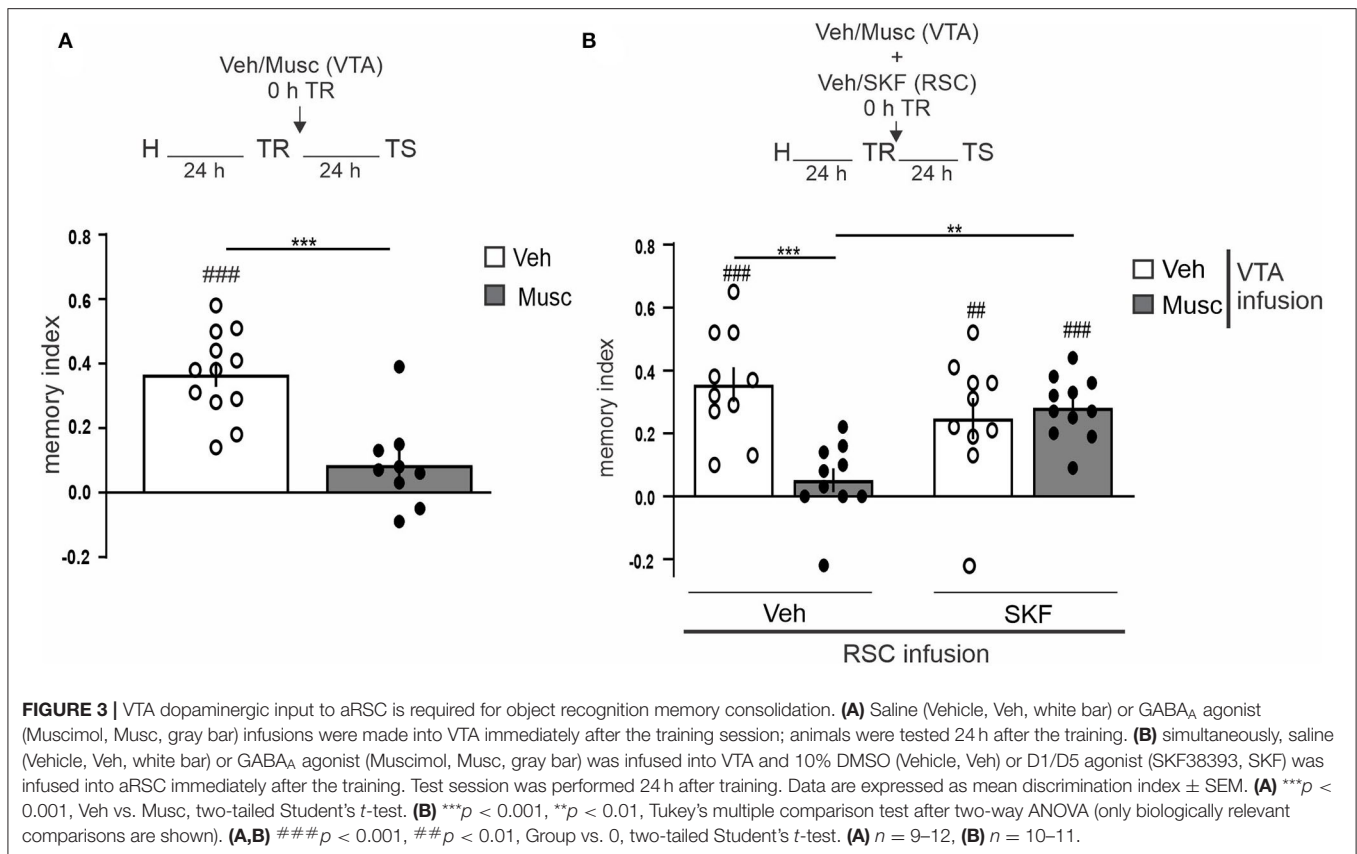 A
Veh/Musc (VTA)
0 h TR
H TR TS
24 h 24 h
0.8
0.6
0.4
0.2
0.0
-0.2
memory index
***
###
Veh
Musc
B
Veh/Musc (VTA)
+
Veh/SKF (RSC)
0 h TR
H TR TS
24 h 24 h
0.8
0.6
0.4
0.2
0.0
-0.2
memory index
**
***
###
##
###
Veh
Musc
VTA
infusion
Veh SKF
RSC infusion
FIGURE 3 | VTA dopaminergic input to aRSC is required for object recognition memory consolidation. (A) Saline (Vehicle, Veh, white bar) or GABAA agonist
(Muscimol, Musc, gray bar) infusions were made into VTA immediately after the training session; animals were tested 24 h after the training. (B) simultaneously, saline
(Vehicle, Veh, white bar) or GABAA agonist (Muscimol, Musc, gray bar) was infused into VTA and 10% DMSO (Vehicle, Veh) or D1/D5 agonist (SKF38393, SKF) was
infused into aRSC immediately after the training. Test session was performed 24 h after training. Data are expressed as mean discrimination index ± SEM. (A) ***p <
0.001, Veh vs. Musc, two-tailed Student's t-test. (B) ***p < 0.001, **p < 0.01, Tukey's multiple comparison test after two-way ANOVA (only biologically relevant
comparisons are shown). (A,B) ###p < 0.001, ##p < 0.01, Group vs. 0, two-tailed Student's t-test. (A) n = 9–12, (B) n = 10–11.